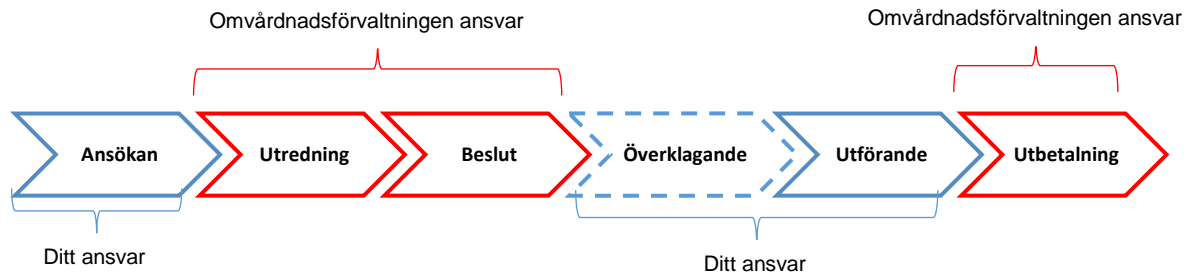 Omvårdnadsförvaltningen ansvar
Omvårdnadsförvaltningen ansvar
Ansökan
Utredning
Beslut
Överklagande
Utförande
Utbetalning
Ditt ansvar
Ditt ansvar